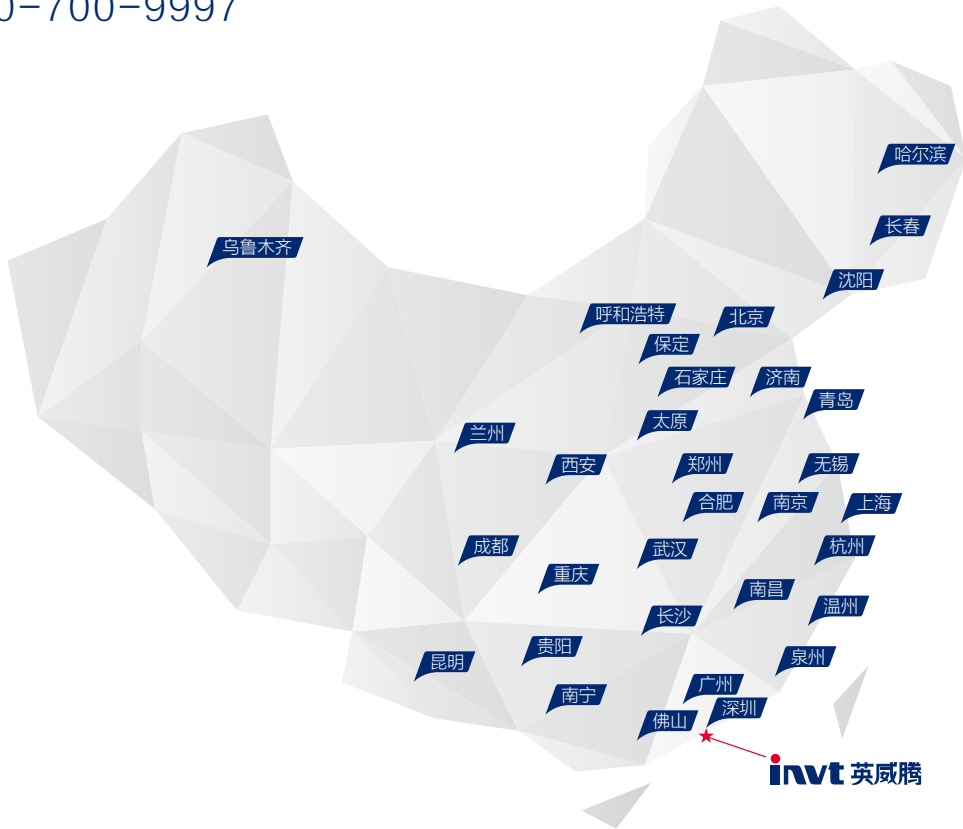 0-700-9997
哈尔滨
长春
乌鲁木齐
沈阳
呼和浩特
北京
保定
石家庄
济南
青岛
太原
兰州
西安
郑州
无锡
合肥
南京
上海
成都
武汉
杭州
重庆
南昌
温州
长沙
贵阳
泉州
昆明
南宁
广州
深圳
佛山
invt 英威腾